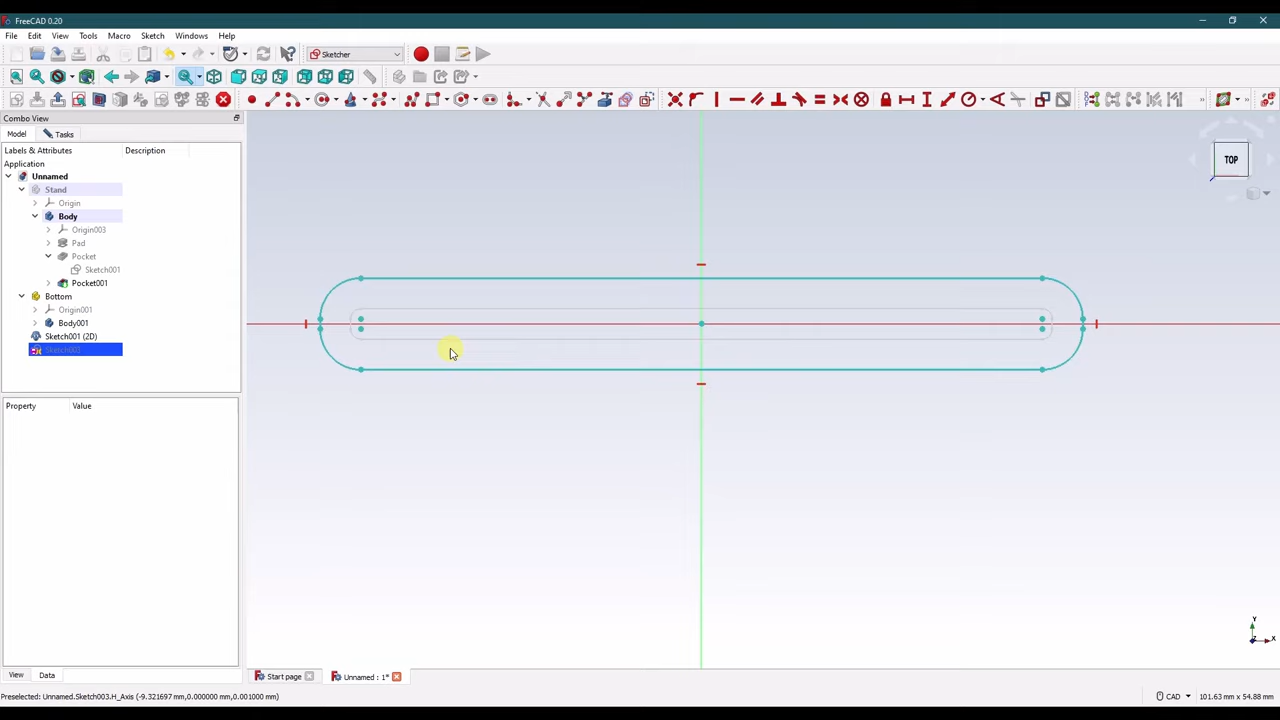 FreeCAD 0.20
File Edit View Tools Macro Sketch Windows Help
Sketcher
Combo View
Model Tasks
Labels & Attributes Description
Application
Unnamed
Stand
Origin
Body
Origin003
Pad
Pocket
Sketch001
Pocket001
Bottom
Origin001
Body001
Sketch001 (2D)
Sketch003
Property Value
TOP
Y
X
Z
View Data
Start page Unnamed : 1*
Preselected: Unnamed.Sketch003.H_Axis (-9.321697 mm,0.000000 mm,0.001000 mm)
CAD 101.63 mm x 54.88 mm